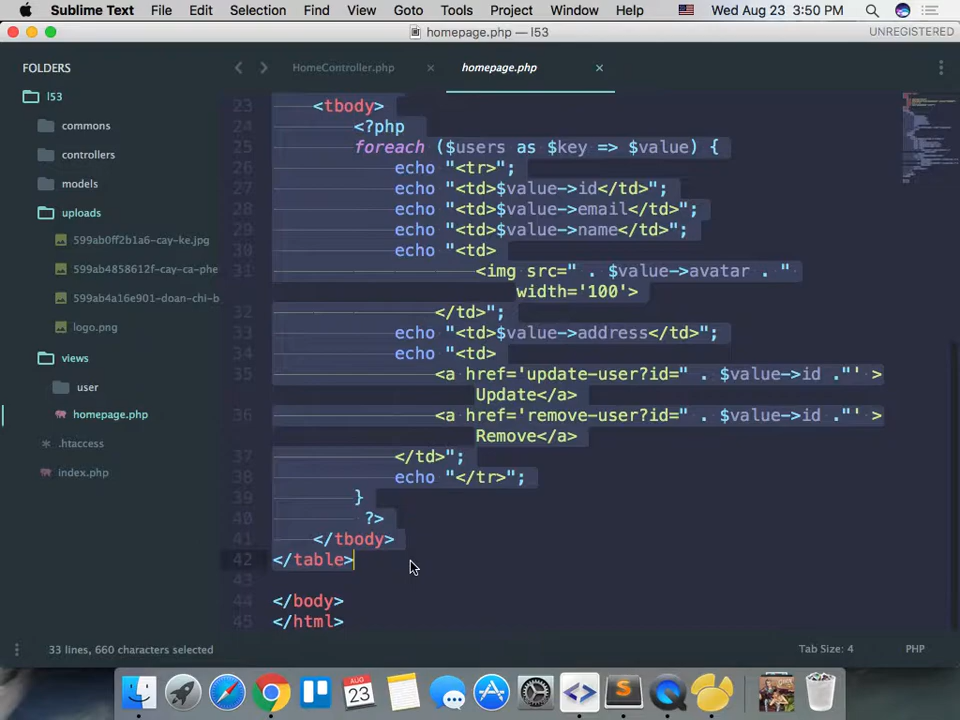 Sublime Text File Edit Selection Find View Goto Tools Project Window Help Wed Aug 23 3:50 PM
homepage.php — l53 UNREGISTERED
FOLDERS
l53
commons
controllers
models
uploads
599ab0ff2b1a6-cay-ke.jpg
599ab4858612f-cay-ca-phe
599ab4a16e901-doan-chi-b
logo.png
views
user
homepage.php
.htaccess
index.php
HomeController.php × homepage.php ×
23 <tbody>
24 <?php
25 foreach ($users as $key => $value) {
26 echo "<tr>";
27 echo "<td>$value->id</td>";
28 echo "<td>$value->email</td>";
29 echo "<td>$value->name</td>";
30 echo "<td>
31 <img src=" . $value->avatar . "
width='100'>
32 </td>";
33 echo "<td>$value->address</td>";
34 echo "<td>
35 <a href='update-user?id=" . $value->id ."' >
Update</a>
36 <a href='remove-user?id=" . $value->id ."' >
Remove</a>
37 </td>";
38 echo "</tr>";
39 }
40 ?>
41 </tbody>
42 </table>
43
44 </body>
45 </html>
33 lines, 660 characters selected Tab Size: 4 PHP
AUG
23